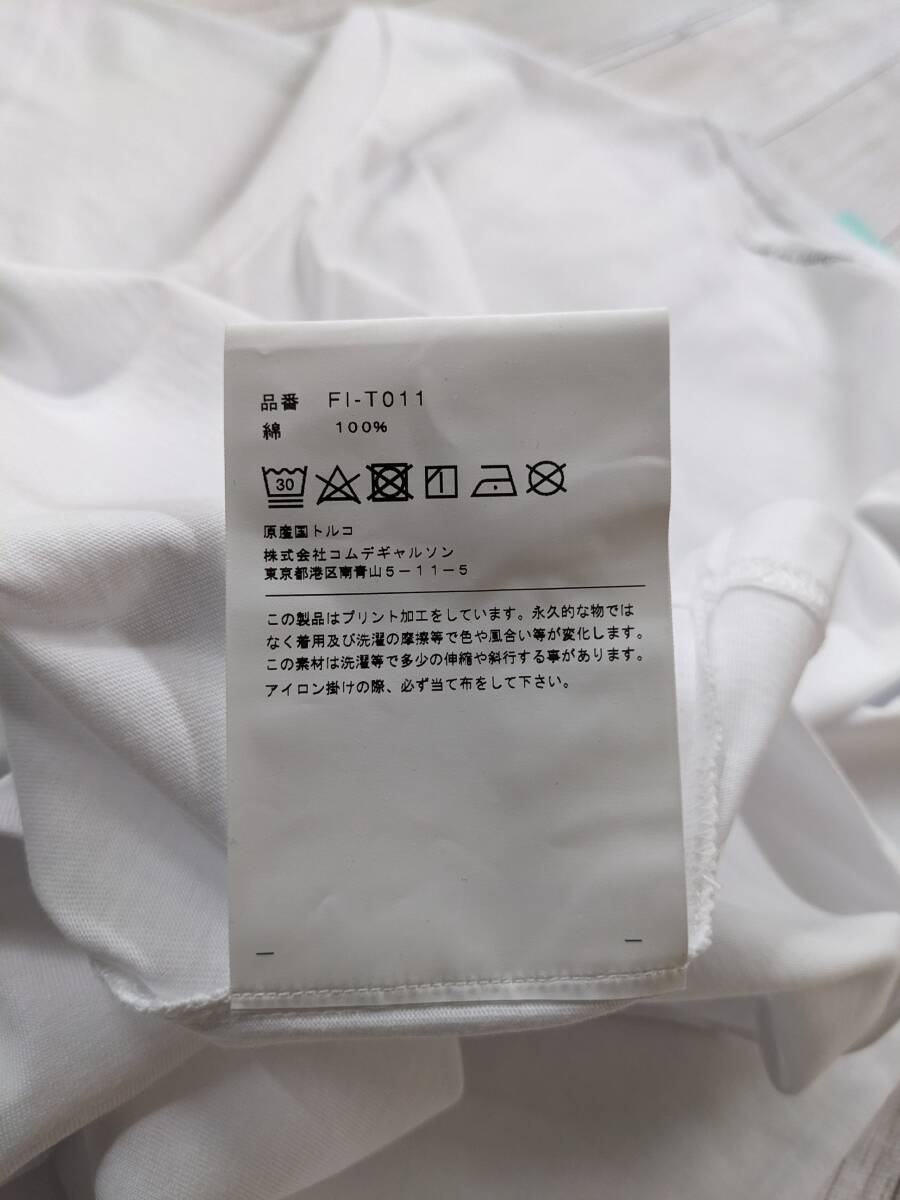 品番 FI-T011
綿 100%
30
原産国トルコ
株式会社コムデギャルソン
東京都港区南青山5-11-5
この製品はプリント加工をしています。永久的な物では
なく着用及び洗濯の摩擦等で色や風合い等が変化します。
この素材は洗濯等で多少の伸縮や斜行する事があります。
アイロン掛けの際、必ず当て布をして下さい。